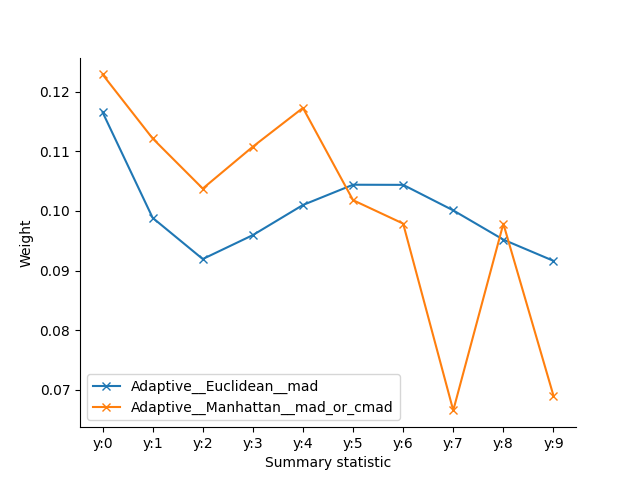 0.12
0.11
0.10
0.09
0.08
0.07
Weight
Adaptive__Euclidean__mad
Adaptive__Manhattan__mad_or_cmad
y:0 y:1 y:2 y:3 y:4 y:5 y:6 y:7 y:8 y:9
Summary statistic